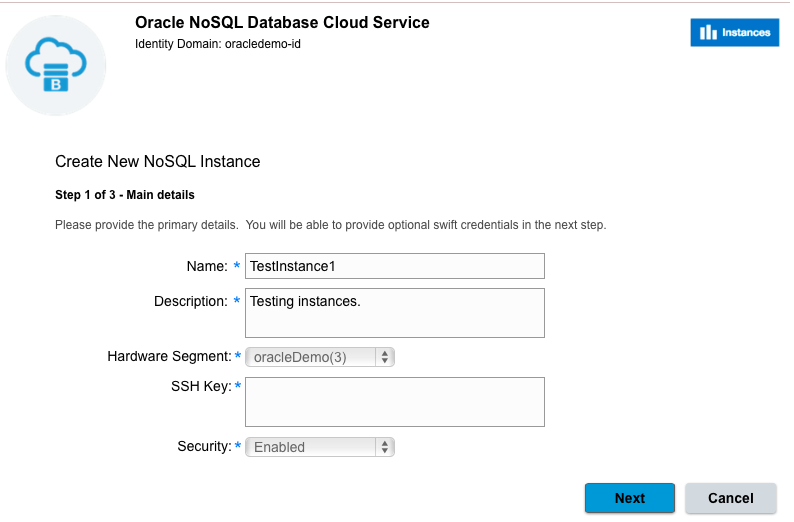 Oracle NoSQL Database Cloud Service
Identity Domain: oracledemo-id
Instances
B
Create New NoSQL Instance
Step 1 of 3 - Main details
Please provide the primary details.  You will be able to provide optional swift credentials in the next step.
Name: * TestInstance1
Description: * Testing instances.
Hardware Segment: * oracleDemo(3)
SSH Key: *
Security: * Enabled
Next Cancel